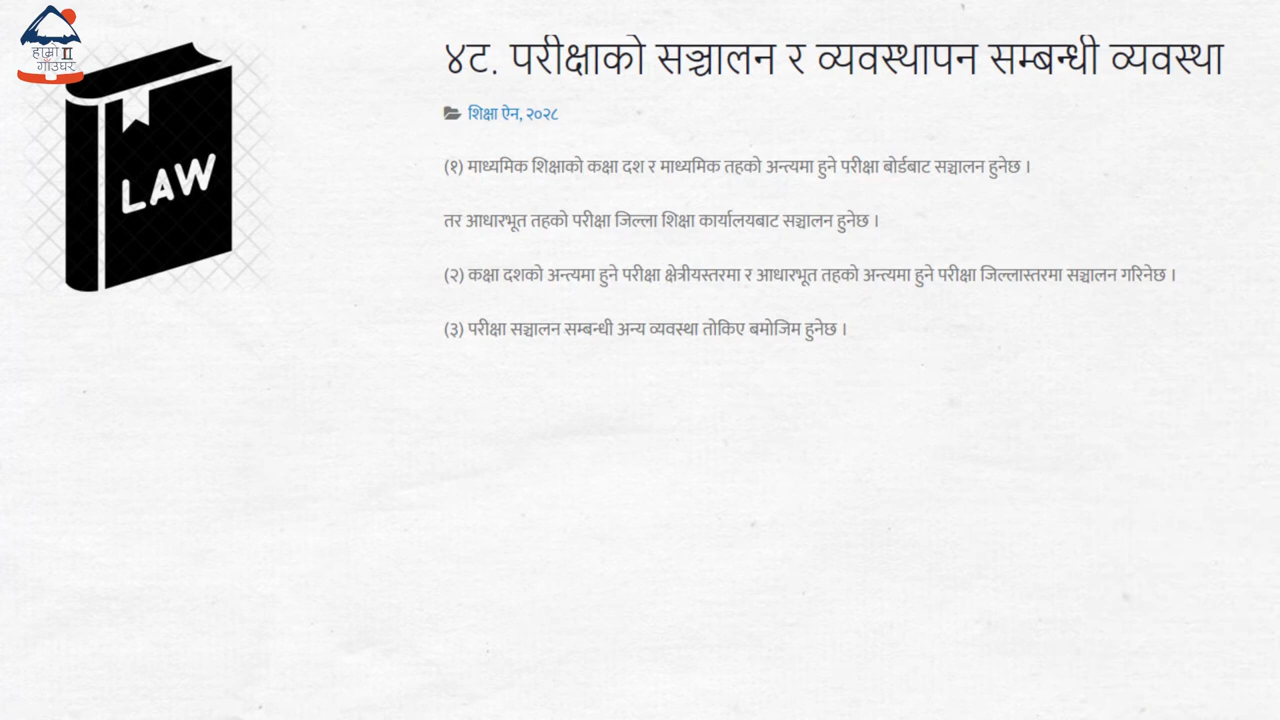 हाम्रो II
गाँउघर
LAW
४ट. परीक्षाको सञ्चालन र व्यवस्थापन सम्बन्धी व्यवस्था
शिक्षा ऐन, २०२८
(१) माध्यमिक शिक्षाको कक्षा दश र माध्यमिक तहको अन्त्यमा हुने परीक्षा बोर्डबाट सञ्चालन हुनेछ ।
तर आधारभूत तहको परीक्षा जिल्ला शिक्षा कार्यालयबाट सञ्चालन हुनेछ ।
(२) कक्षा दशको अन्त्यमा हुने परीक्षा क्षेत्रीयस्तरमा र आधारभूत तहको अन्त्यमा हुने परीक्षा जिल्लास्तरमा सञ्चालन गरिनेछ ।
(३) परीक्षा सञ्चालन सम्बन्धी अन्य व्यवस्था तोकिए बमोजिम हुनेछ ।